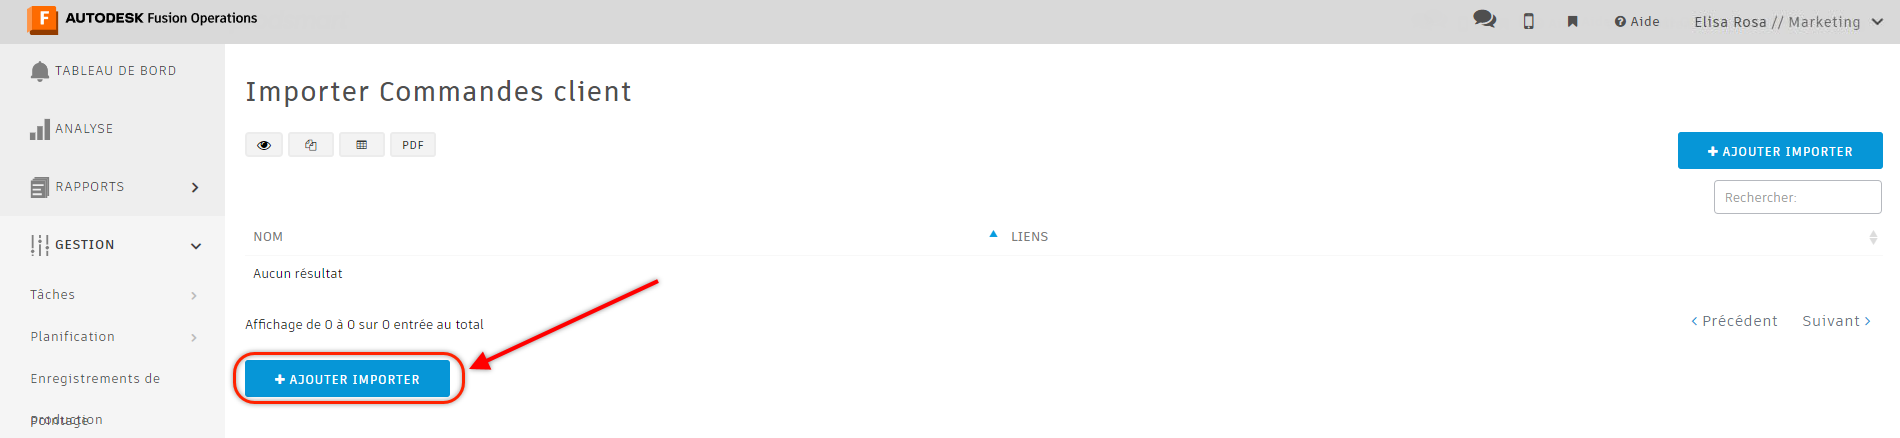 AUTODESK Fusion Operations
Aide
Elisa Rosa // Marketing
TABLEAU DE BORD
ANALYSE
RAPPORTS
GESTION
Tâches
Planification
Enregistrements de
production
Pointage
Importer Commandes client
PDF
+ AJOUTER IMPORTER
Rechercher:
NOM
LIENS
Aucun résultat
Affichage de 0 à 0 sur 0 entrée au total
‹ Précédent
Suivant ›
+ AJOUTER IMPORTER